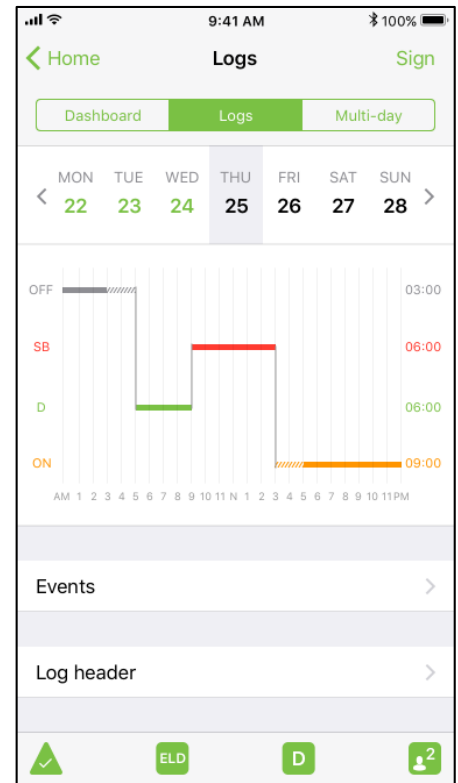 9:41 AM 100%
Home Logs Sign
Dashboard Logs Multi-day
MON TUE WED THU FRI SAT SUN
22 23 24 25 26 27 28
OFF 03:00
SB 06:00
D 06:00
ON 09:00
AM 1 2 3 4 5 6 7 8 9 10 11 N 1 2 3 4 5 6 7 8 9 10 11 PM
Events
Log header
ELD D 2